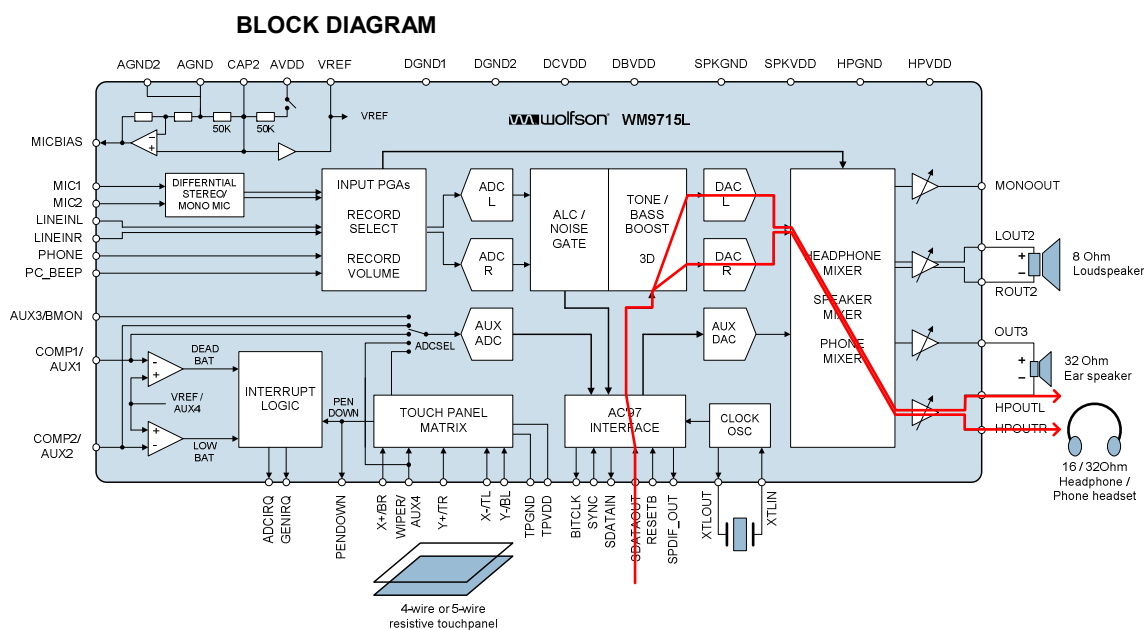 BLOCK DIAGRAM
AGND2
AGND
CAP2
AVDD
VREF
DGND1
DGND2
DCVDD
DBVDD
SPKGND
SPKVDD
HPGND
HPVDD
50K
50K
VREF
wolfson WM9715L
MICBIAS
MIC1
MIC2
LINEINL
LINEINR
PHONE
PC_BEEP
DIFFERNTIAL
STEREO/
MONO MIC
INPUT PGAs
RECORD
SELECT
RECORD
VOLUME
ADC
L
ADC
R
ALC /
NOISE
GATE
TONE /
BASS
BOOST
3D
DAC
L
DAC
R
HEADPHONE
MIXER
SPEAKER
MIXER
PHONE
MIXER
MONOOUT
LOUT2
ROUT2
+
−
8 Ohm
Loudspeaker
OUT3
+
−
32 Ohm
Ear speaker
HPOUTL
HPOUTR
16 / 32Ohm
Headphone /
Phone headset
AUX3/BMON
COMP1/
AUX1
COMP2/
AUX2
DEAD
BAT
VREF /
AUX4
LOW
BAT
INTERRUPT
LOGIC
PEN
DOWN
ADCSEL
AUX
ADC
AUX
DAC
TOUCH PANEL
MATRIX
AC'97
INTERFACE
CLOCK
OSC
ADCIRQ
GENIRQ
PENDOWN
X+/BR
WIPER/
AUX4
Y+/TR
X-/TL
Y-/BL
TPGND
TPVDD
BITCLK
SYNC
SDATAIN
SDATAOUT
RESETB
SPDIF_OUT
XTLOUT
XTLIN
4-wire or 5-wire
resistive touchpanel